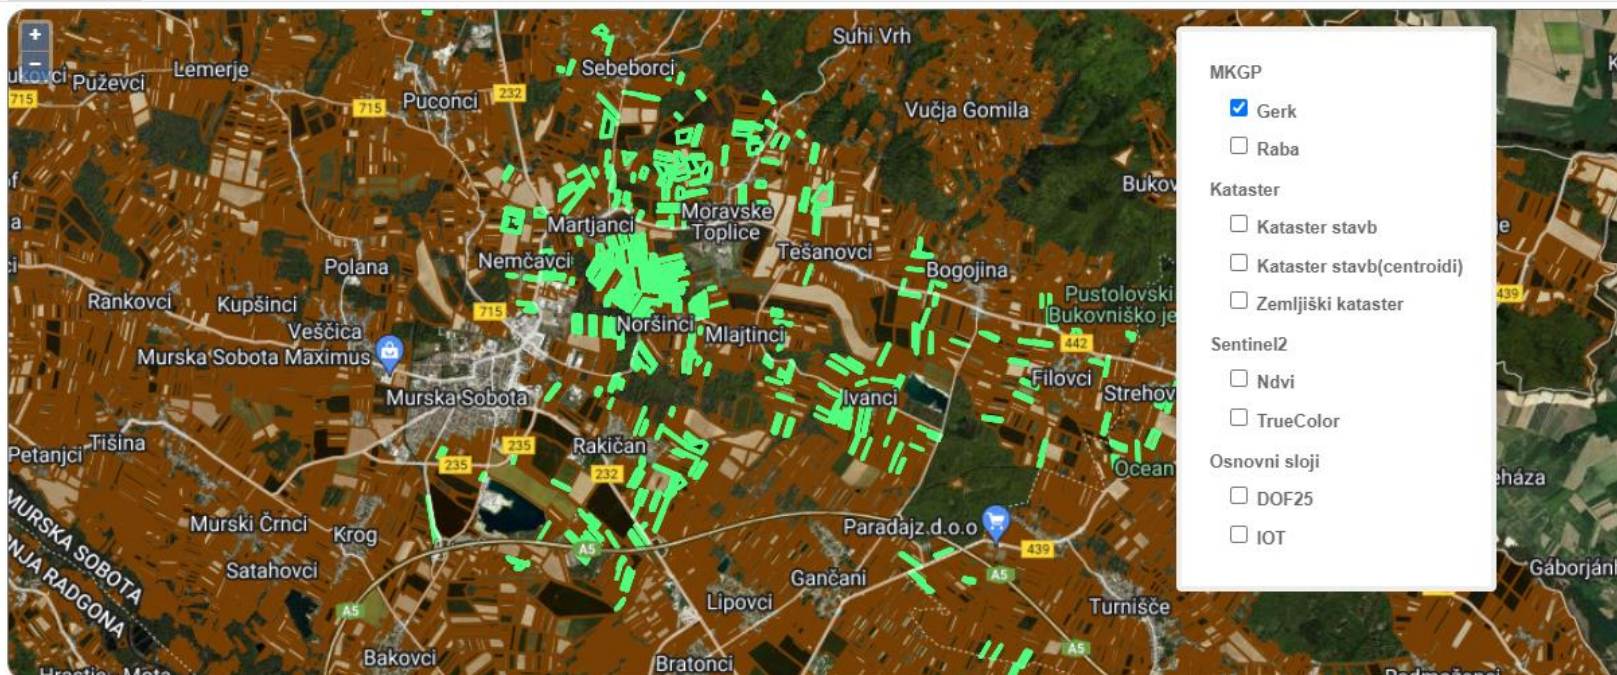 +
−
Suhi Vrh
Sebeborci
Lemerje
Puževci
715
715
Puconci
232
Vučja Gomila
Martjanci
Moravske
Toplice
Tešanovci
Nemčavci
Polana
Bogojina
Rankovci
Kupšinci
715
Pustolovski
Bukovniško je
439
Veščica
Noršinci
Mlajtinci
Murska Sobota Maximus
442
Filovci
Strehov
Murska Sobota
Ivanci
Tišina
235
Rakičan
Petanjci
235
232
Ocean
Murski Črnci
Krog
Paradajz d.o.o
439
A5
Satahovci
Gančani
A5
Gáborján
MURSKA SOBOTA
RNJA RADGONA
A5
Lipovci
Turnišče
Bakovci
Bratonci
A5
MKGP
Gerk
Raba
Kataster
Kataster stavb
Kataster stavb(centroidi)
Zemljiški kataster
Sentinel2
Ndvi
TrueColor
Osnovni sloji
DOF25
IOT